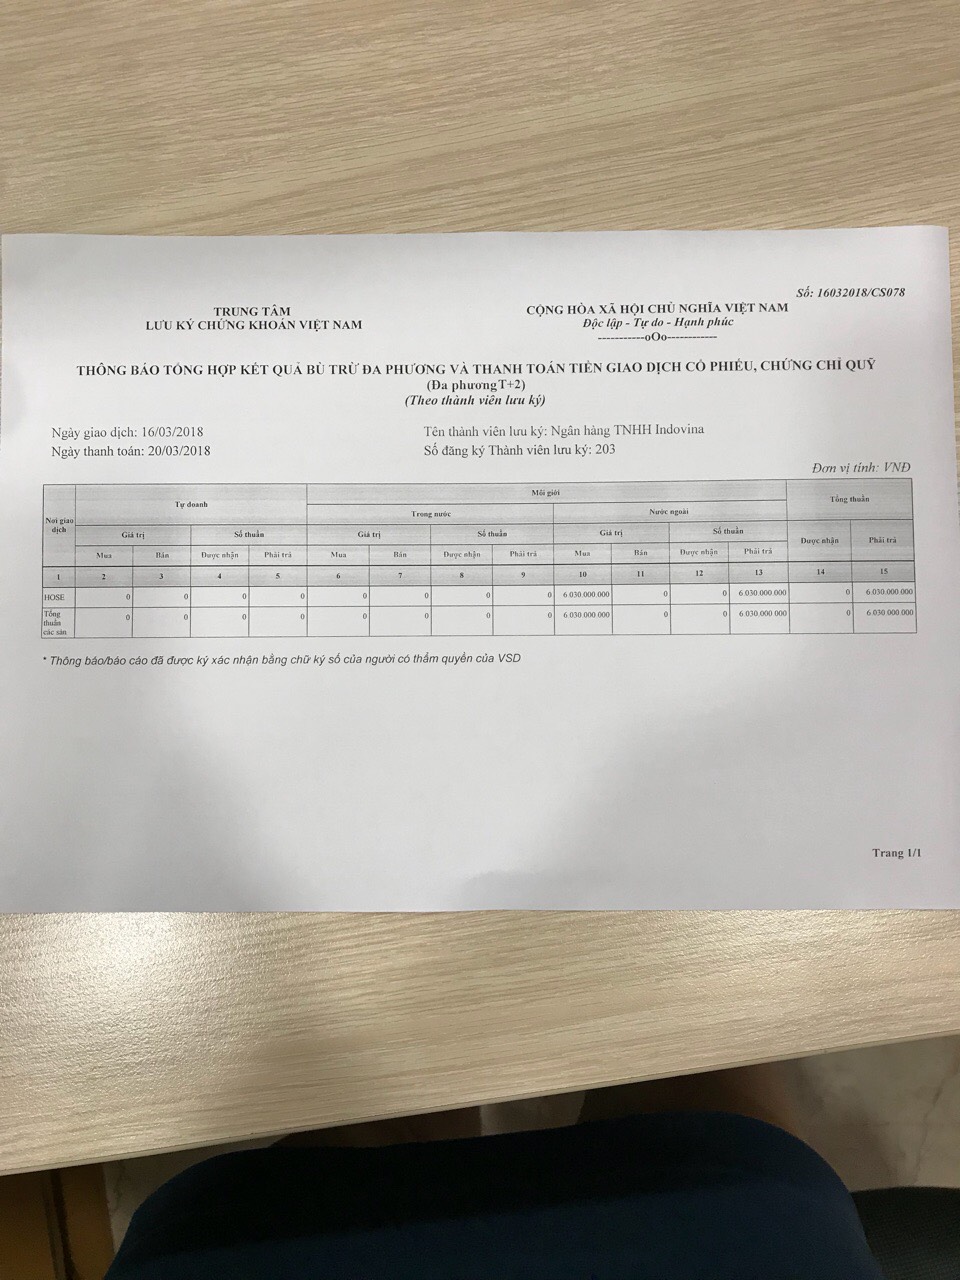 Số: 16032018/CS078
TRUNG TÂM
LƯU KÝ CHỨNG KHOÁN VIỆT NAM
CỘNG HÒA XÃ HỘI CHỦ NGHĨA VIỆT NAM
Độc lập - Tự do - Hạnh phúc
-----------oOo------------
THÔNG BÁO TỔNG HỢP KẾT QUẢ BÙ TRỪ ĐA PHƯƠNG VÀ THANH TOÁN TIỀN GIAO DỊCH CỔ PHIẾU, CHỨNG CHỈ QUỸ
(Đa phươngT+2)
(Theo thành viên lưu ký)
Ngày giao dịch: 16/03/2018
Tên thành viên lưu ký: Ngân hàng TNHH Indovina
Ngày thanh toán: 20/03/2018
Số đăng ký Thành viên lưu ký: 203
Đơn vị tính: VNĐ
Nơi giao dịch
Tự doanh
Môi giới
Tổng thuần
Trong nước
Nước ngoài
Giá trị
Số thuần
Giá trị
Số thuần
Giá trị
Số thuần
Được nhận
Phải trả
Mua
Bán
Được nhận
Phải trả
Mua
Bán
Được nhận
Phải trả
Mua
Bán
Được nhận
Phải trả
1 2 3 4 5 6 7 8 9 10 11 12 13 14 15
HOSE 0 0 0 0 0 0 0 0 6.030.000.000 0 0 6.030.000.000 0 6.030.000.000
Tổng thuần các sàn 0 0 0 0 0 0 0 0 6.030.000.000 0 0 6.030.000.000 0 6.030.000.000
* Thông báo/báo cáo đã được ký xác nhận bằng chữ ký số của người có thẩm quyền của VSD
Trang 1/1